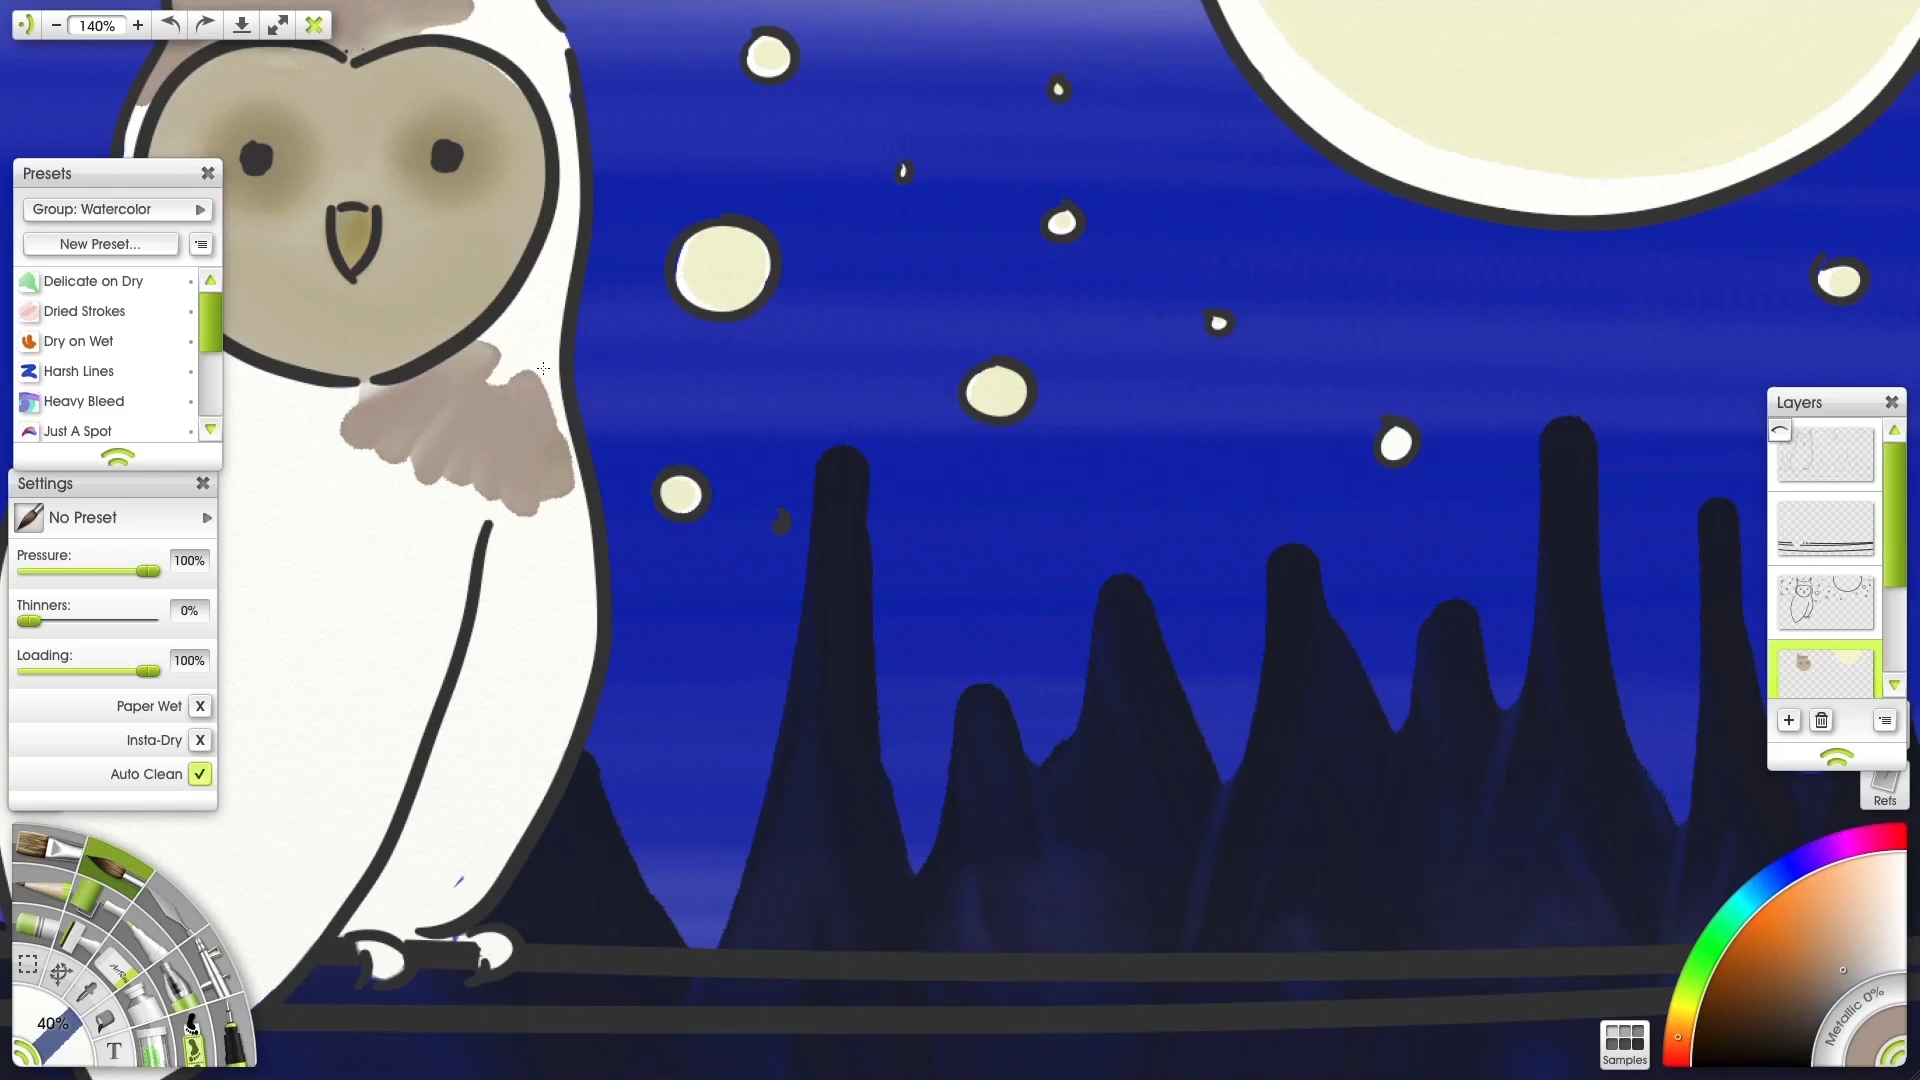 140%
Presets
Group: Watercolor
New Preset...
Delicate on Dry
Dried Strokes
Dry on Wet
Harsh Lines
Heavy Bleed
Just A Spot
Settings
No Preset
Pressure:
100%
Thinners:
0%
Loading:
100%
Paper Wet
Insta-Dry
Auto Clean
40%
T
Layers
Refs
Metallic 0%
Samples